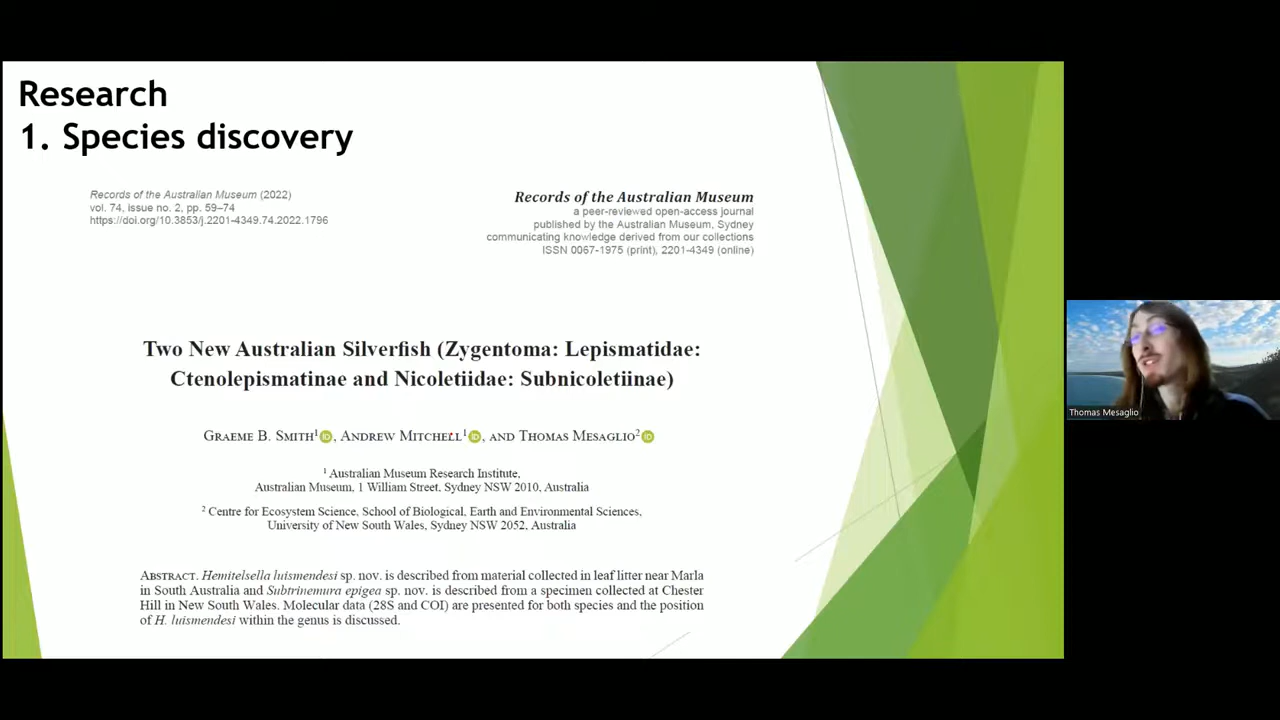 Research
1. Species discovery
Records of the Australian Museum (2022)
vol. 74, issue no. 2, pp. 59–74
https://doi.org/10.3853/j.2201-4349.74.2022.1796
Records of the Australian Museum
a peer-reviewed open-access journal
published by the Australian Museum, Sydney
communicating knowledge derived from our collections
ISSN 0067-1975 (print), 2201-4349 (online)
Two New Australian Silverfish (Zygentoma: Lepismatidae:
Ctenolepismatinae and Nicoletiidae: Subnicoletiinae)
Graeme B. Smith¹ iD, Andrew Mitchell¹ iD, and Thomas Mesaglio² iD
¹ Australian Museum Research Institute,
Australian Museum, 1 William Street, Sydney NSW 2010, Australia
² Centre for Ecosystem Science, School of Biological, Earth and Environmental Sciences,
University of New South Wales, Sydney NSW 2052, Australia
Abstract. Hemitelsella luismendesi sp. nov. is described from material collected in leaf litter near Marla
in South Australia and Subtrinemura epigea sp. nov. is described from a specimen collected at Chester
Hill in New South Wales. Molecular data (28S and COI) are presented for both species and the position
of H. luismendesi within the genus is discussed.
Thomas Mesaglio